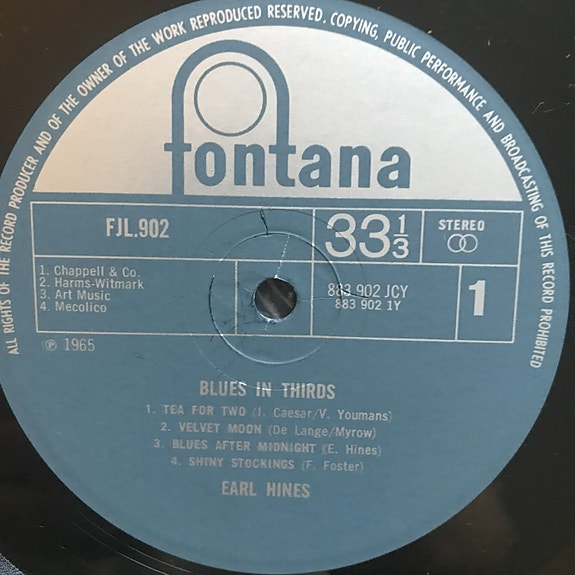 ALL RIGHTS OF THE RECORD PRODUCER AND OF THE OWNER OF THE WORK REPRODUCED RESERVED. COPYING, PUBLIC PERFORMANCE AND BROADCASTING OF THIS RECORD PROHIBITED
fontana
FJL.902
33 1/3
STEREO
1. Chappell & Co.
2. Harms-Witmark
3. Art Music
4. Mecolico
883 902 JCY
883 902 1Y
1
℗ 1965
BLUES IN THIRDS
1. TEA FOR TWO (I. Caesar/V. Youmans)
2. VELVET MOON (De Lange/Myrow)
3. BLUES AFTER MIDNIGHT (E. Hines)
4. SHINY STOCKINGS (F. Foster)
EARL HINES